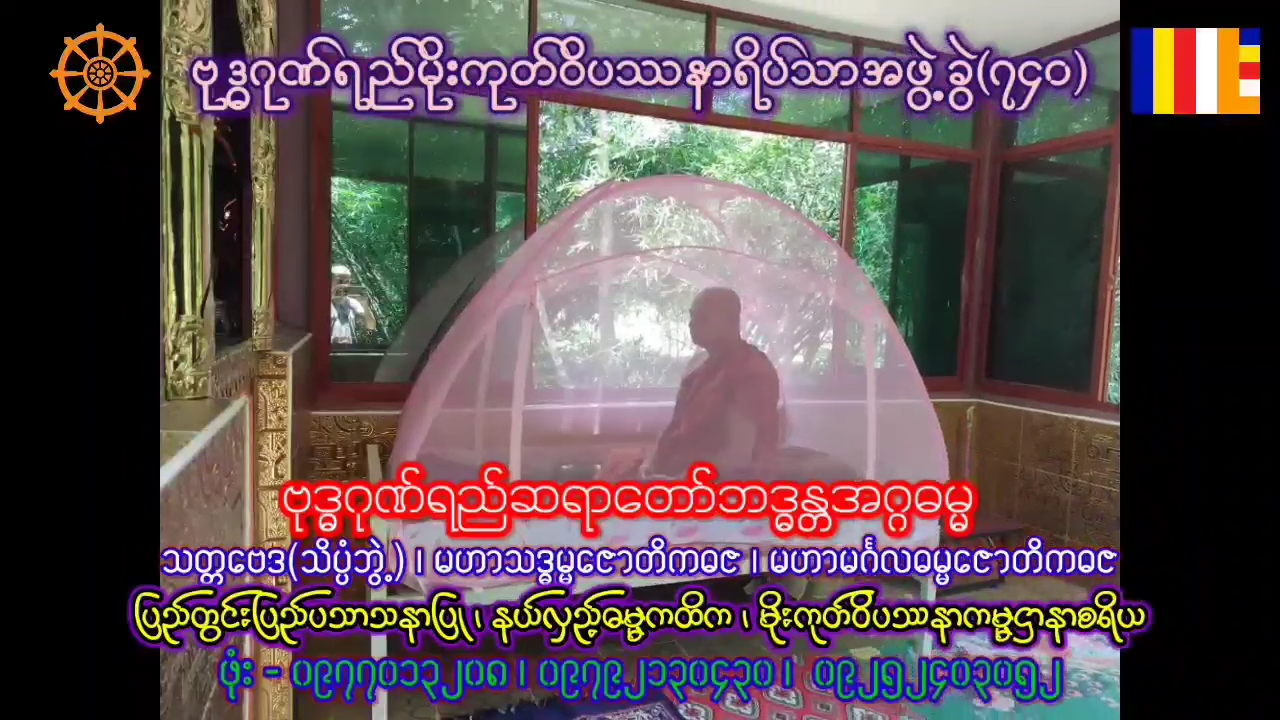 ဗုဒ္ဓဂုဏ်ရည်မိုးကုတ်ဝိပဿနာရိပ်သာအဖွဲ့ခွဲ(၇၄၀)
ဗုဒ္ဓဂုဏ်ရည်ဆရာတော်ဘဒ္ဓန္တအဂ္ဂဓမ္မ
သတ္တဗေဒ(သိပ္ပံဘွဲ့) ၊ မဟာသဒ္ဓမ္မဇောတိကဓဇ ၊ မဟာမင်္ဂလဓမ္မဇောတိကဓဇ
ပြည်တွင်းပြည်ပသာသနာပြု ၊ နယ်လှည့်ဓမ္မကထိက ၊ မိုးကုတ်ဝိပဿနာကမ္မဋ္ဌာနာစရိယ
ဖုံး - ၀၉၇၇၀၁၃၂၀၈ ၊ ၀၉၇၉၂၁၃၀၄၃၀ ၊ ၀၉၂၅၂၄၀၃၀၅၂